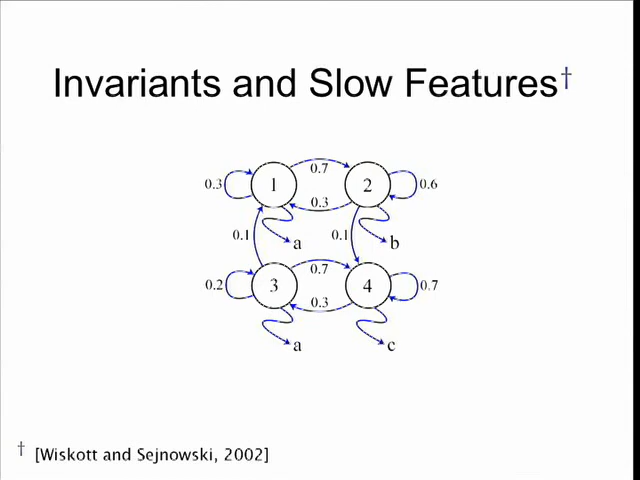 Invariants and Slow Features†
0.7
0.3 1 2 0.6
0.3
0.1 a 0.1 b
0.7
0.2 3 4 0.7
0.3
a c
† [Wiskott and Sejnowski, 2002]